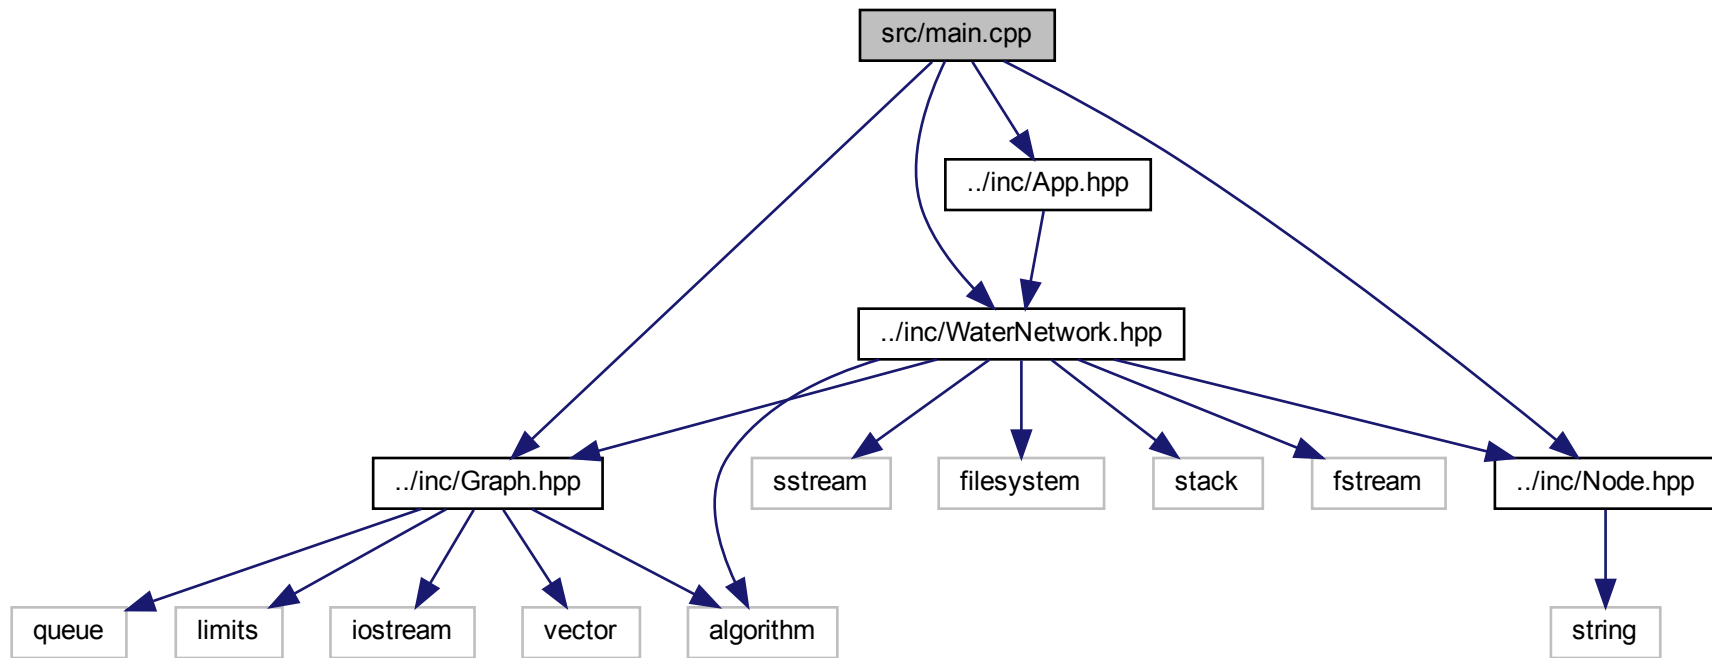 src/main.cpp
../inc/App.hpp
../inc/WaterNetwork.hpp
../inc/Graph.hpp
sstream
filesystem
stack
fstream
../inc/Node.hpp
queue
limits
iostream
vector
algorithm
string